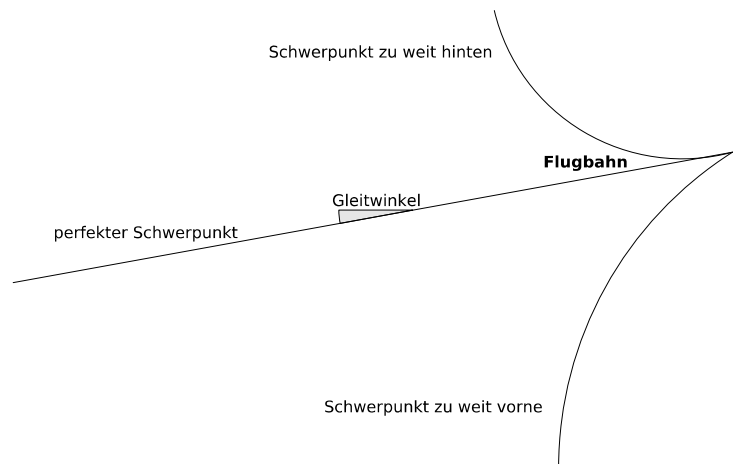 Schwerpunkt zu weit hinten
Flugbahn
Gleitwinkel
perfekter Schwerpunkt
Schwerpunkt zu weit vorne